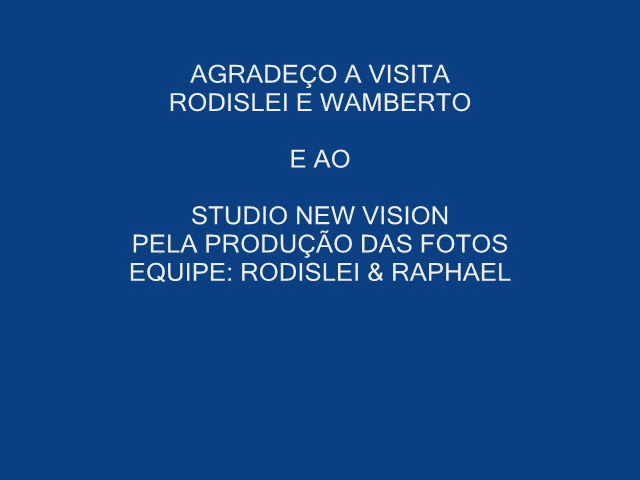 AGRADEÇO A VISITA
RODISLEI E WAMBERTO
E AO
STUDIO NEW VISION
PELA PRODUÇÃO DAS FOTOS
EQUIPE: RODISLEI & RAPHAEL